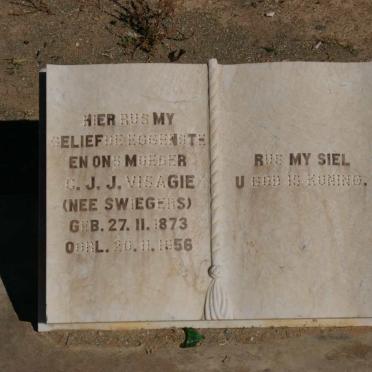 HIER RUS MY
GELIEFDE EGGENOTE
EN ONS MOEDER
C. J. J. VISAGIE
(NEE SWIEGERS)
GEB. 27. 11. 1873
OORL. 20. 11. 1956
RUS MY SIEL
U GOD IS KONING.